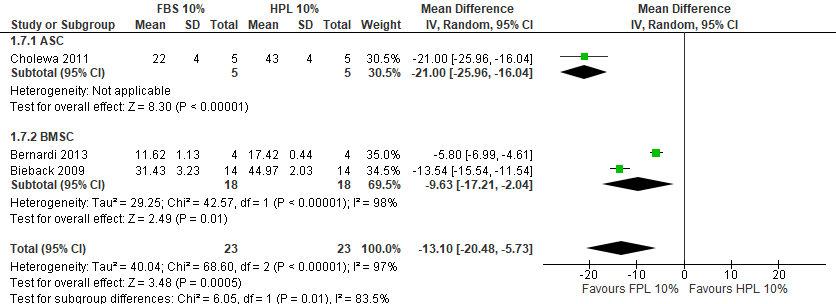 FBS 10% HPL 10% Mean Difference Mean Difference
Study or Subgroup Mean SD Total Mean SD Total Weight IV, Random, 95% CI IV, Random, 95% CI
1.7.1 ASC
Cholewa 2011 22 4 5 43 4 5 30.5% -21.00 [-25.96, -16.04]
Subtotal (95% CI) 5 5 30.5% -21.00 [-25.96, -16.04]
Heterogeneity: Not applicable
Test for overall effect: Z = 8.30 (P < 0.00001)
1.7.2 BMSC
Bernardi 2013 11.62 1.13 4 17.42 0.44 4 35.0% -5.80 [-6.99, -4.61]
Bieback 2009 31.43 3.23 14 44.97 2.03 14 34.5% -13.54 [-15.54, -11.54]
Subtotal (95% CI) 18 18 69.5% -9.63 [-17.21, -2.04]
Heterogeneity: Tau² = 29.25; Chi² = 42.57, df = 1 (P < 0.00001); I² = 98%
Test for overall effect: Z = 2.49 (P = 0.01)
Total (95% CI) 23 23 100.0% -13.10 [-20.48, -5.73]
Heterogeneity: Tau² = 40.04; Chi² = 68.60, df = 2 (P < 0.00001); I² = 97%
Test for overall effect: Z = 3.48 (P = 0.0005)
Test for subgroup differences: Chi² = 6.05, df = 1 (P = 0.01), I² = 83.5%
-20 -10 0 10 20
Favours FPL 10% Favours HPL 10%